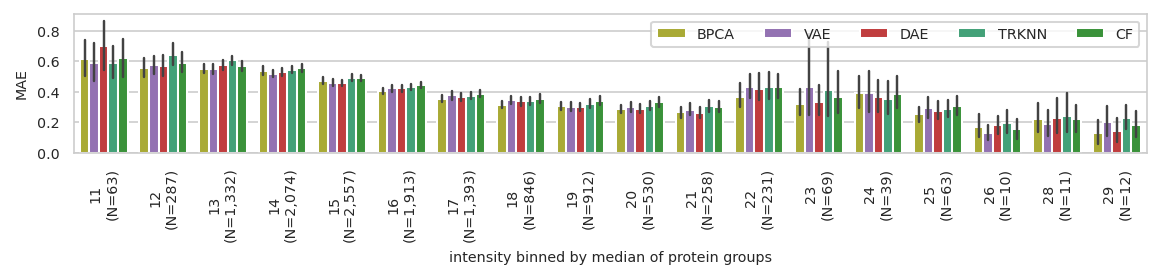 BPCA VAE DAE TRKNN CF
MAE
0.8
0.6
0.4
0.2
0.0
11
(N=63)
12
(N=287)
13
(N=1,332)
14
(N=2,074)
15
(N=2,557)
16
(N=1,913)
17
(N=1,393)
18
(N=846)
19
(N=912)
20
(N=530)
21
(N=258)
22
(N=231)
23
(N=69)
24
(N=39)
25
(N=63)
26
(N=10)
28
(N=11)
29
(N=12)
intensity binned by median of protein groups